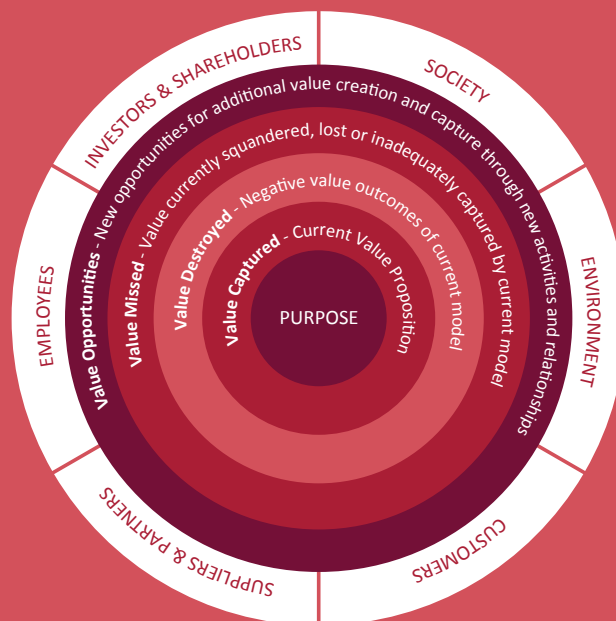 INVESTORS & SHAREHOLDERS
SOCIETY
ENVIRONMENT
CUSTOMERS
SUPPLIERS & PARTNERS
EMPLOYEES
Value Opportunities - New opportunities for additional value creation and capture through new activities and relationships
Value Missed - Value currently squandered, lost or inadequately captured by current model
Value Destroyed - Negative value outcomes of current model
Value Captured - Current Value Proposition
PURPOSE